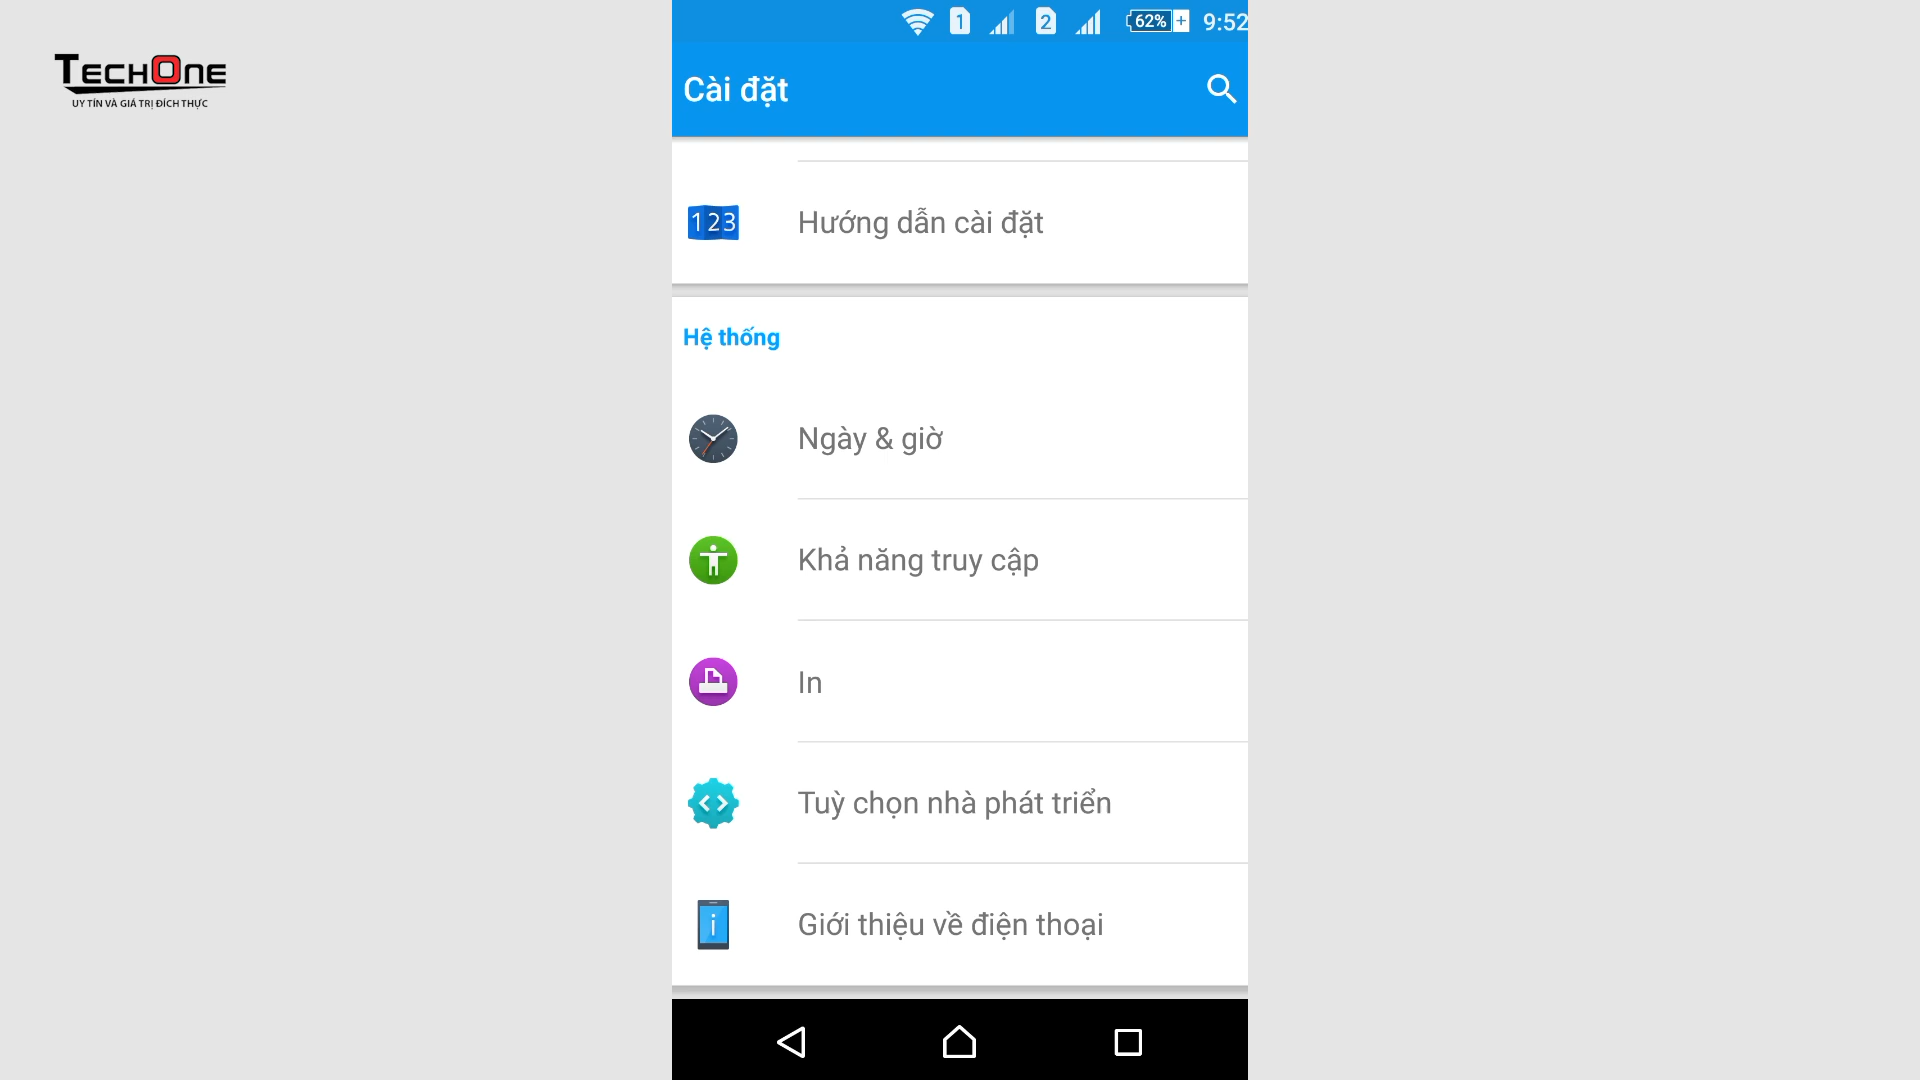 TECHONE
UY TÍN VÀ GIÁ TRỊ ĐÍCH THỰC
1 2 62% 9:52
Cài đặt
123 Hướng dẫn cài đặt
Hệ thống
Ngày & giờ
Khả năng truy cập
In
Tuỳ chọn nhà phát triển
Giới thiệu về điện thoại